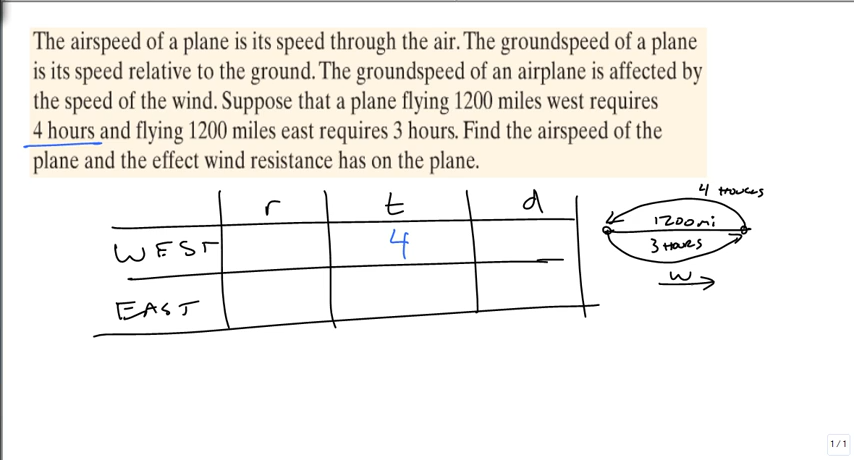 The airspeed of a plane is its speed through the air. The groundspeed of a plane
is its speed relative to the ground. The groundspeed of an airplane is affected by
the speed of the wind. Suppose that a plane flying 1200 miles west requires
4 hours and flying 1200 miles east requires 3 hours. Find the airspeed of the
plane and the effect wind resistance has on the plane.
4 HOURS
r t d
1200 mi
WEST 4
3 HOURS
W
EAST
1 / 1